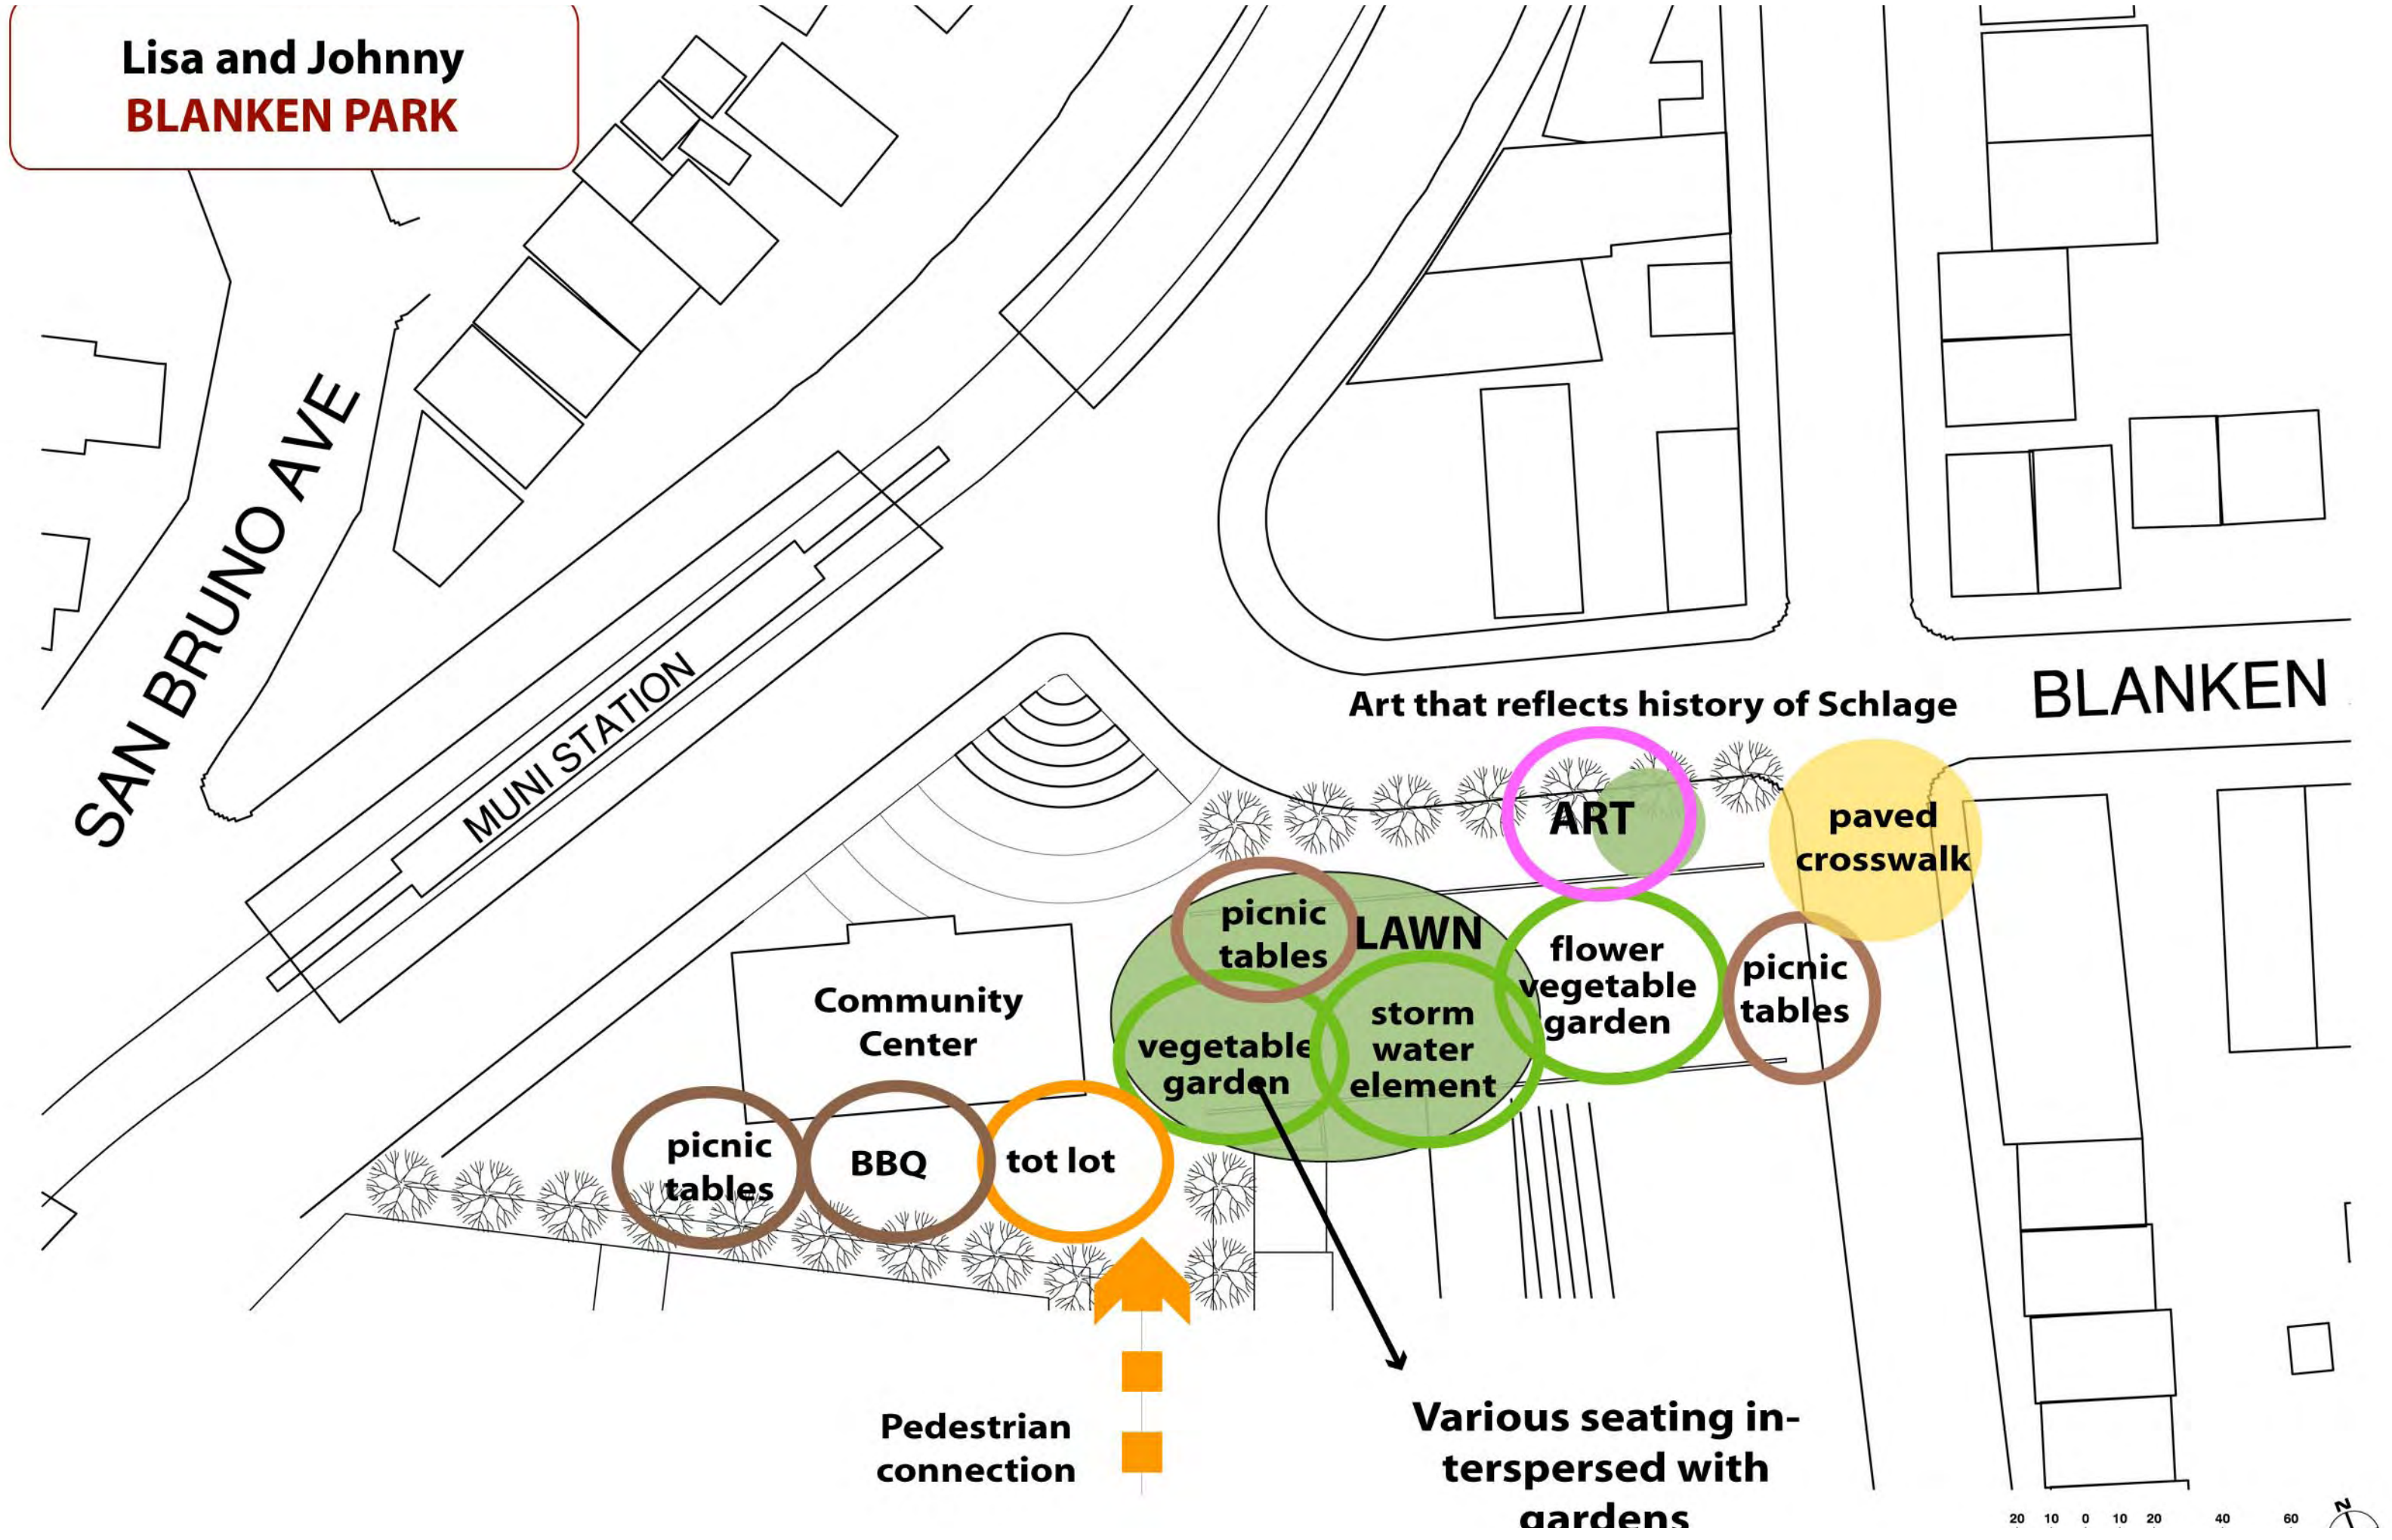 Lisa and Johnny
BLANKEN PARK
SAN BRUNO AVE
MUNI STATION
BLANKEN
Art that reflects history of Schlage
ART
paved
crosswalk
picnic
tables
LAWN
flower
vegetable
garden
picnic
tables
Community
Center
vegetable
garden
storm
water
element
picnic
tables
BBQ
tot lot
Pedestrian
connection
Various seating in-
terspersed with
gardens
20 10 0 10 20 40 60
N